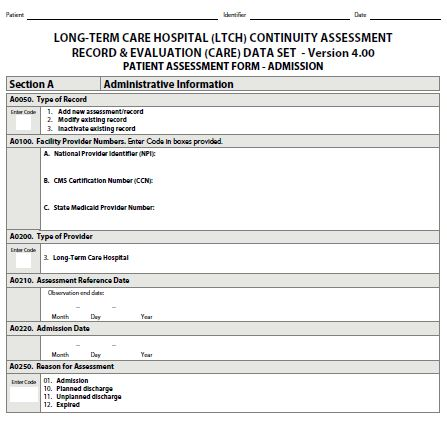 Patient Identifier Date
LONG-TERM CARE HOSPITAL (LTCH) CONTINUITY ASSESSMENT
RECORD & EVALUATION (CARE) DATA SET - Version 4.00
PATIENT ASSESSMENT FORM - ADMISSION
Section A Administrative Information
A0050. Type of Record
Enter Code
1. Add new assessment/record
2. Modify existing record
3. Inactivate existing record
A0100. Facility Provider Numbers. Enter Code in boxes provided.
A. National Provider Identifier (NPI):
B. CMS Certification Number (CCN):
C. State Medicaid Provider Number:
A0200. Type of Provider
Enter Code
3. Long-Term Care Hospital
A0210. Assessment Reference Date
Observation end date:
– –
Month Day Year
A0220. Admission Date
– –
Month Day Year
A0250. Reason for Assessment
Enter Code
01. Admission
10. Planned discharge
11. Unplanned discharge
12. Expired